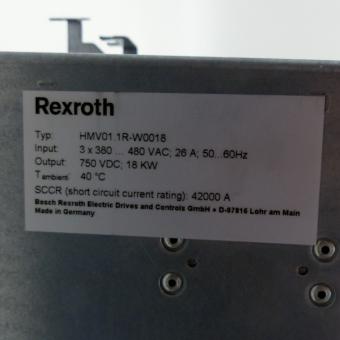 Rexroth
Typ: HMV01.1R-W0018
Input: 3 x 380 ... 480 VAC; 26 A; 50...60Hz
Output: 750 VDC; 18 KW
Tambient: 40 °C
SCCR (short circuit current rating): 42000 A
Bosch Rexroth Electric Drives and Controls GmbH • D-97816 Lohr am Main
Made in Germany